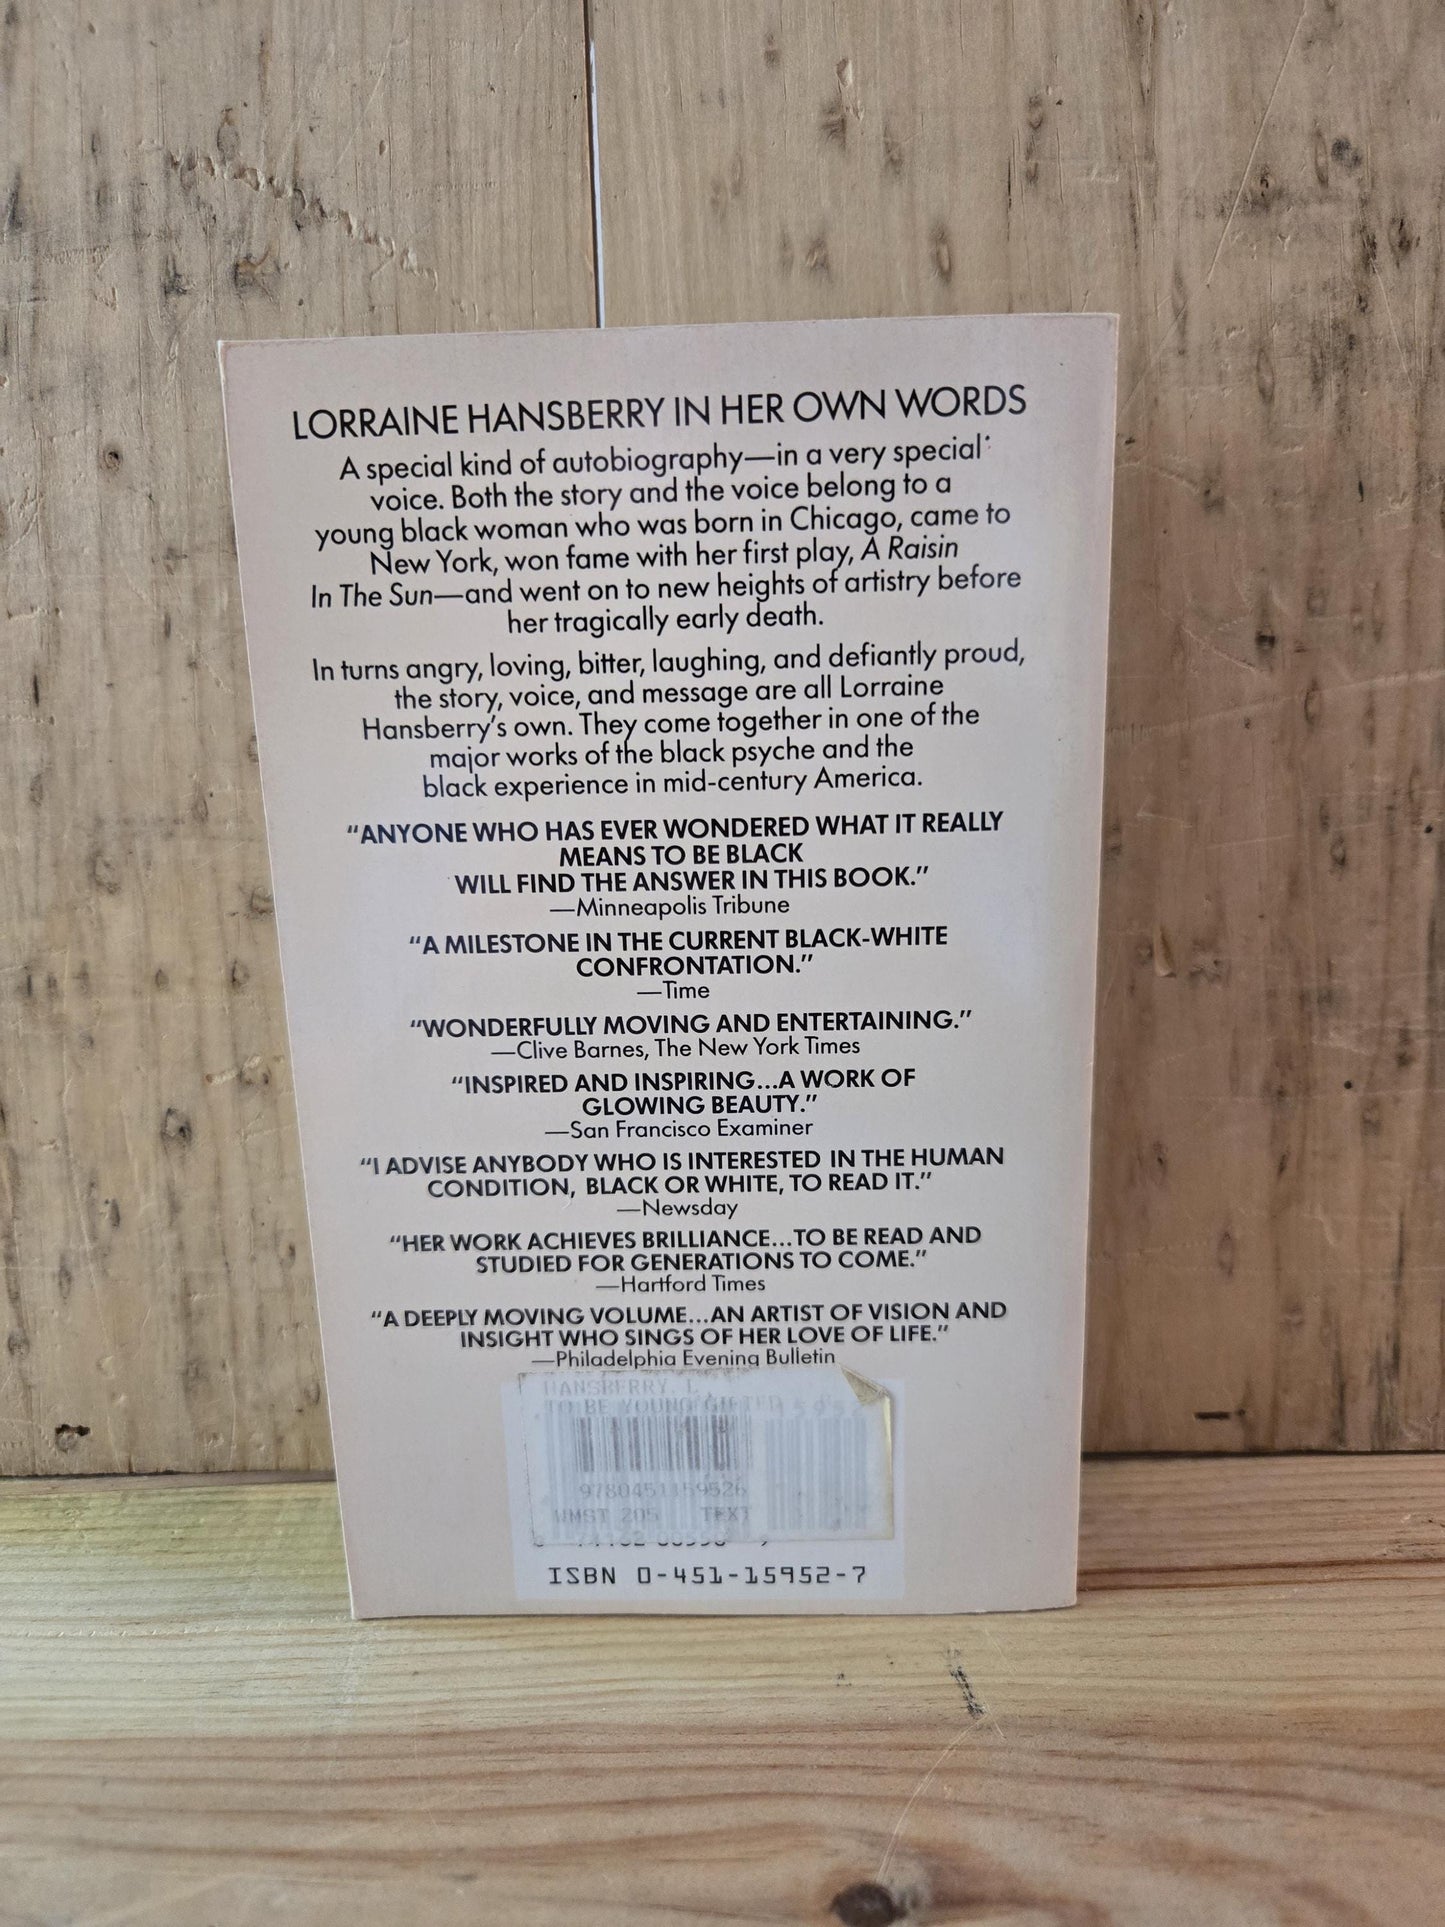 LORRAINE HANSBERRY IN HER OWN WORDS
A special kind of autobiography—in a very special
voice. Both the story and the voice belong to a
young black woman who was born in Chicago, came to
New York, won fame with her first play, A Raisin
In The Sun—and went on to new heights of artistry before
her tragically early death.
In turns angry, loving, bitter, laughing, and defiantly proud,
the story, voice, and message are all Lorraine
Hansberry's own. They come together in one of the
major works of the black psyche and the
black experience in mid-century America.
"ANYONE WHO HAS EVER WONDERED WHAT IT REALLY
MEANS TO BE BLACK
WILL FIND THE ANSWER IN THIS BOOK."
—Minneapolis Tribune
"A MILESTONE IN THE CURRENT BLACK-WHITE
CONFRONTATION."
—Time
"WONDERFULLY MOVING AND ENTERTAINING."
—Clive Barnes, The New York Times
"INSPIRED AND INSPIRING...A WORK OF
GLOWING BEAUTY."
—San Francisco Examiner
"I ADVISE ANYBODY WHO IS INTERESTED IN THE HUMAN
CONDITION, BLACK OR WHITE, TO READ IT."
—Newsday
"HER WORK ACHIEVES BRILLIANCE...TO BE READ AND
STUDIED FOR GENERATIONS TO COME."
—Hartford Times
"A DEEPLY MOVING VOLUME...AN ARTIST OF VISION AND
INSIGHT WHO SINGS OF HER LOVE OF LIFE."
—Philadelphia Evening Bulletin
HANSBERRY, L
TO BE YOUNG GIFTED
9780451159526
WMST 205 TEXT
ISBN 0-451-15952-7